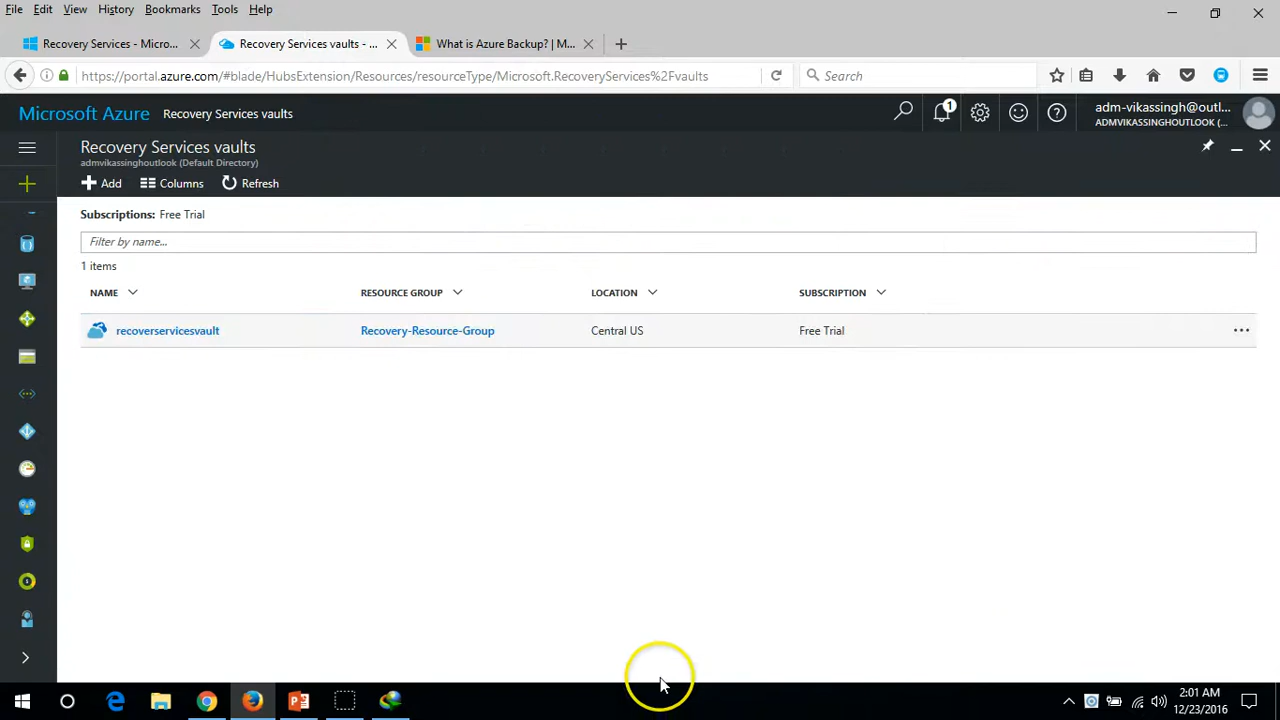 File Edit View History Bookmarks Tools Help
Recovery Services - Micro...
Recovery Services vaults - ...
What is Azure Backup? | M...
https://portal.azure.com/#blade/HubsExtension/Resources/resourceType/Microsoft.RecoveryServices%2Fvaults
Search
Microsoft Azure Recovery Services vaults
1
adm-vikassingh@outl...
ADMVIKASSINGHOUTLOOK (...
Recovery Services vaults
admvikassinghoutlook (Default Directory)
Add Columns Refresh
Subscriptions: Free Trial
Filter by name...
1 items
NAME RESOURCE GROUP LOCATION SUBSCRIPTION
recoverservicesvault Recovery-Resource-Group Central US Free Trial
2:01 AM
12/23/2016